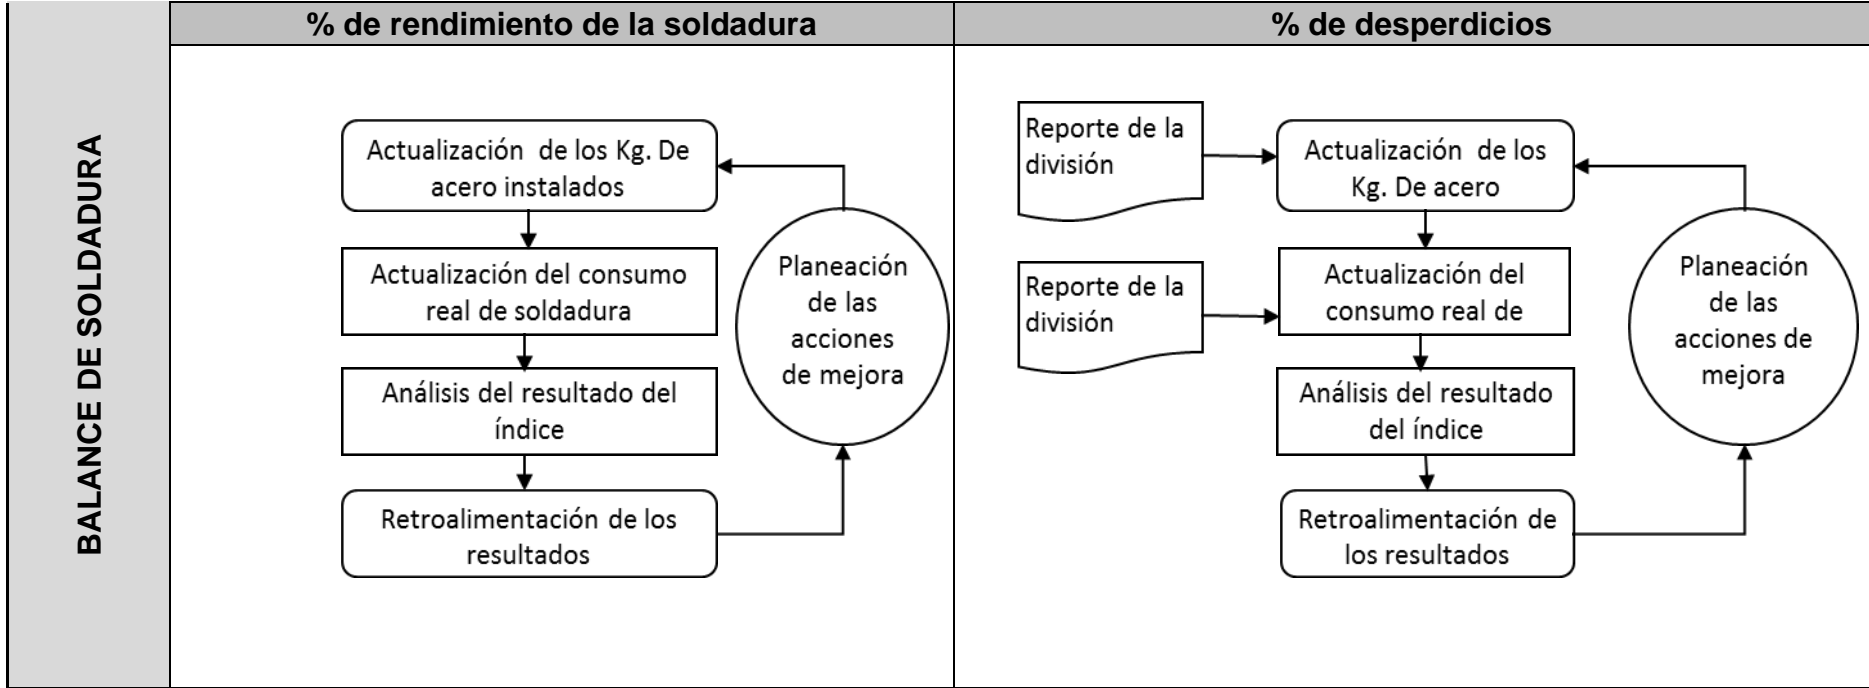 BALANCE DE SOLDADURA
% de rendimiento de la soldadura
Actualización de los Kg. De
acero instalados
Actualización del consumo
real de soldadura
Análisis del resultado del
índice
Retroalimentación de los
resultados
Planeación
de las
acciones
de mejora
% de desperdicios
Reporte de la
división
Actualización de los
Kg. De acero
Reporte de la
división
Actualización del
consumo real de
Análisis del resultado
del índice
Retroalimentación de
los resultados
Planeación
de las
acciones de
mejora